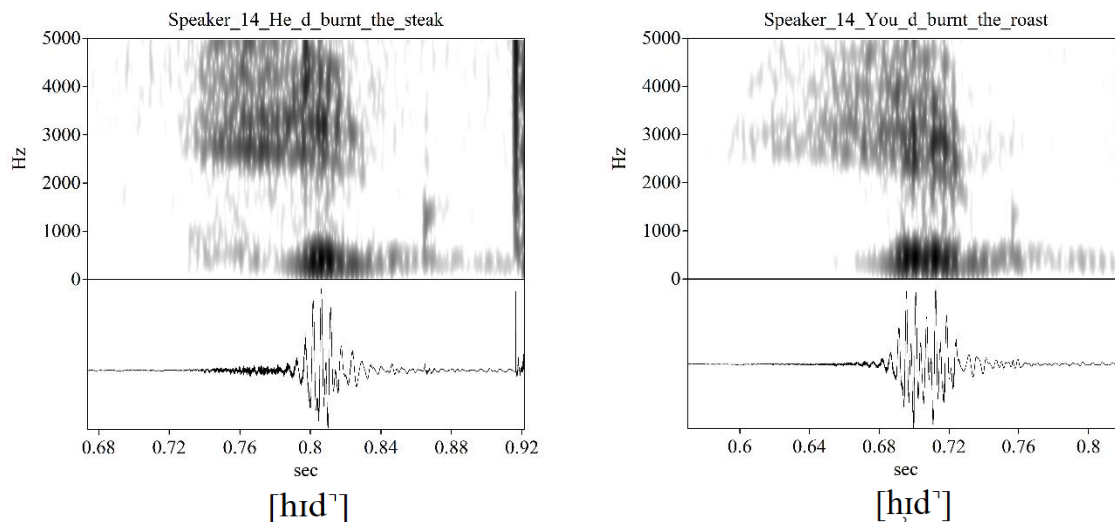 Speaker_14_He_d_burnt_the_steak
5000
4000
3000
2000
1000
0
Hz
0.68 0.72 0.76 0.8 0.84 0.88 0.92
sec
[hɪd̚]
Speaker_14_You_d_burnt_the_roast
5000
4000
3000
2000
1000
0
Hz
0.6 0.64 0.68 0.72 0.76 0.8
sec
[h̹ɪd̚]